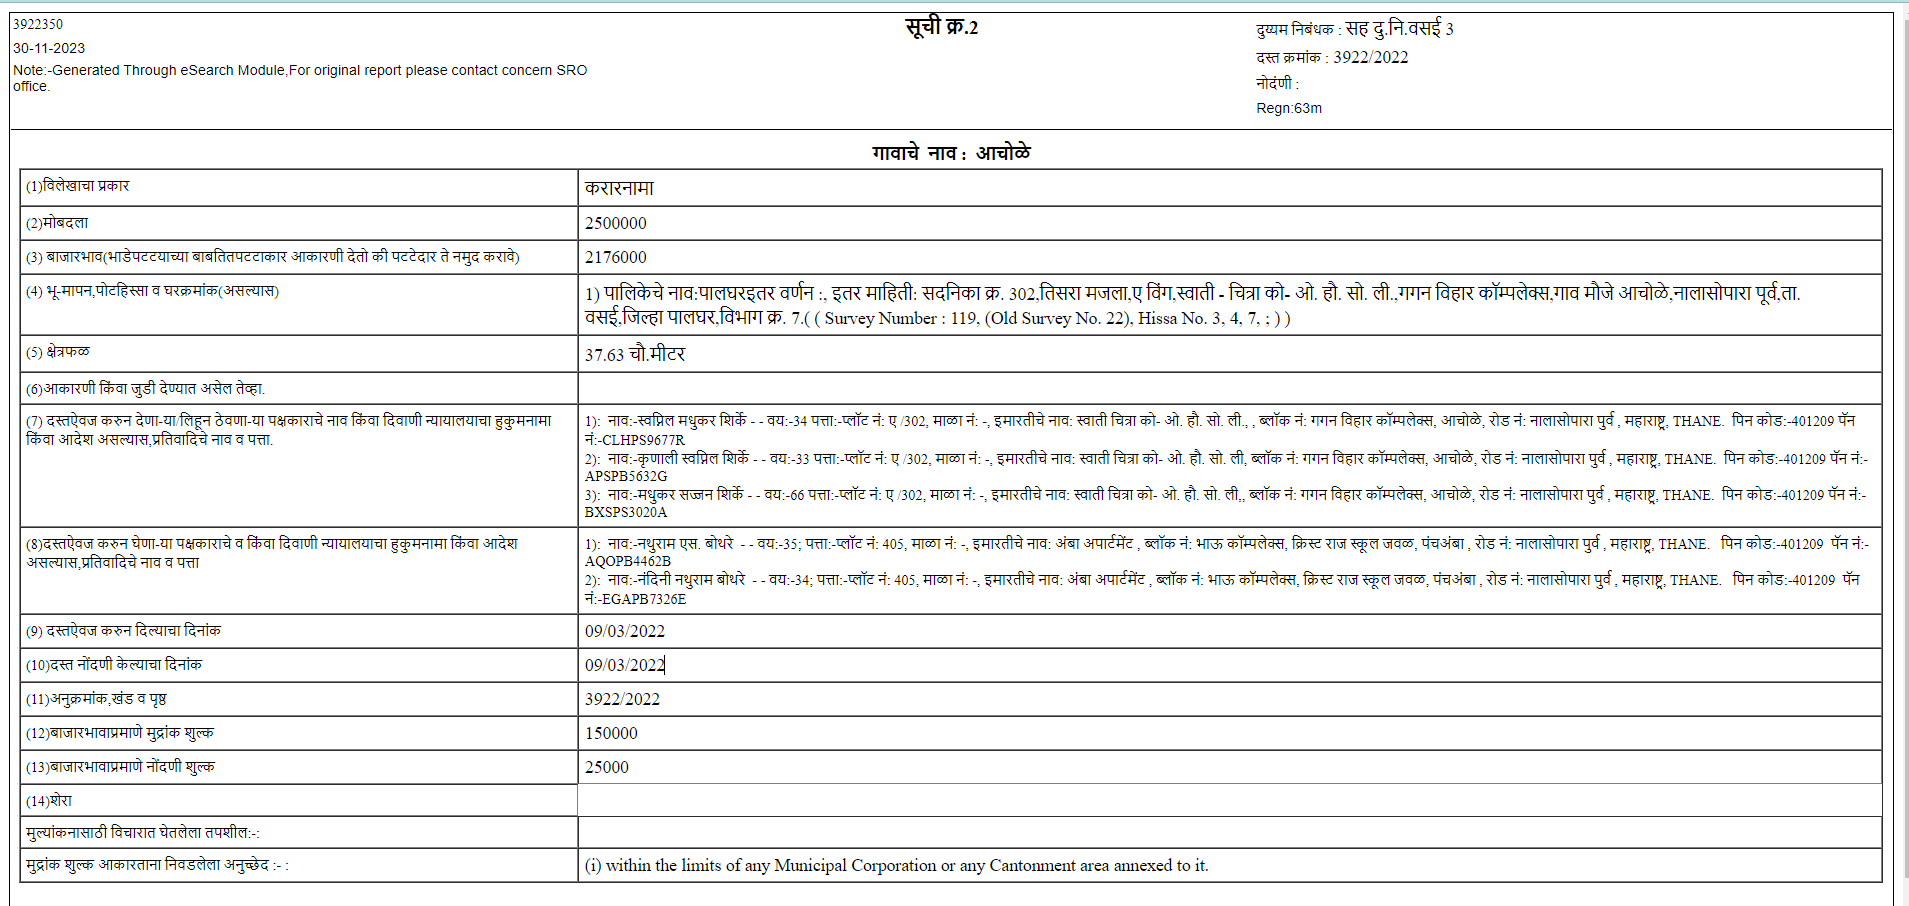 3922350
30-11-2023
Note:-Generated Through eSearch Module,For original report please contact concern SRO
office.
सूची क्र.2
दुय्यम निबंधक : सह दु.नि.वसई 3
दस्त क्रमांक : 3922/2022
नोदंणी :
Regn:63m
गावाचे नाव : आचोळे
(1)विलेखाचा प्रकार
करारनामा
(2)मोबदला
2500000
(3) बाजारभाव(भाडेपटटयाच्या बाबतितपटटाकार आकारणी देतो की पटटेदार ते नमुद करावे)
2176000
(4) भू-मापन,पोटहिस्सा व घरक्रमांक(असल्यास)
1) पालिकेचे नाव:पालघरइतर वर्णन :, इतर माहिती: सदनिका क्र. 302,तिसरा मजला,ए विंग,स्वाती - चित्रा को- ओ. हौ. सो. ली.,गगन विहार कॉम्पलेक्स,गाव मौजे आचोळे,नालासोपारा पूर्व,ता.
वसई,जिल्हा पालघर,विभाग क्र. 7.( ( Survey Number : 119, (Old Survey No. 22), Hissa No. 3, 4, 7, ; ) )
(5) क्षेत्रफळ
37.63 चौ.मीटर
(6)आकारणी किंवा जुडी देण्यात असेल तेव्हा.
(7) दस्तऐवज करुन देणा-या/लिहून ठेवणा-या पक्षकाराचे नाव किंवा दिवाणी न्यायालयाचा हुकुमनामा
किंवा आदेश असल्यास,प्रतिवादिचे नाव व पत्ता.
1): नाव:-स्वप्निल मधुकर शिर्के - - वय:-34 पत्ता:-प्लॉट नं: ए /302, माळा नं: -, इमारतीचे नाव: स्वाती चित्रा को- ओ. हौ. सो. ली., , ब्लॉक नं: गगन विहार कॉम्पलेक्स, आचोळे, रोड नं: नालासोपारा पुर्व , महाराष्ट्र, THANE. पिन कोड:-401209 पॅन
नं:-CLHPS9677R
2): नाव:-कृणाली स्वप्निल शिर्के - - वय:-33 पत्ता:-प्लॉट नं: ए /302, माळा नं: -, इमारतीचे नाव: स्वाती चित्रा को- ओ. हौ. सो. ली, ब्लॉक नं: गगन विहार कॉम्पलेक्स, आचोळे, रोड नं: नालासोपारा पुर्व , महाराष्ट्र, THANE. पिन कोड:-401209 पॅन नं:-
APSPB5632G
3): नाव:-मधुकर सज्जन शिर्के - - वय:-66 पत्ता:-प्लॉट नं: ए /302, माळा नं: -, इमारतीचे नाव: स्वाती चित्रा को- ओ. हौ. सो. ली,, ब्लॉक नं: गगन विहार कॉम्पलेक्स, आचोळे, रोड नं: नालासोपारा पुर्व , महाराष्ट्र, THANE. पिन कोड:-401209 पॅन नं:-
BXSPS3020A
(8)दस्तऐवज करुन घेणा-या पक्षकाराचे व किंवा दिवाणी न्यायालयाचा हुकुमनामा किंवा आदेश
असल्यास,प्रतिवादिचे नाव व पत्ता
1): नाव:-नथुराम एस. बोथरे - - वय:-35; पत्ता:-प्लॉट नं: 405, माळा नं: -, इमारतीचे नाव: अंबा अपार्टमेंट , ब्लॉक नं: भाऊ कॉम्पलेक्स, क्रिस्ट राज स्कूल जवळ, पंचअंबा , रोड नं: नालासोपारा पुर्व , महाराष्ट्र, THANE. पिन कोड:-401209 पॅन नं:-
AQOPB4462B
2): नाव:-नंदिनी नथुराम बोथरे - - वय:-34; पत्ता:-प्लॉट नं: 405, माळा नं: -, इमारतीचे नाव: अंबा अपार्टमेंट , ब्लॉक नं: भाऊ कॉम्पलेक्स, क्रिस्ट राज स्कूल जवळ, पंचअंबा , रोड नं: नालासोपारा पुर्व , महाराष्ट्र, THANE. पिन कोड:-401209 पॅन
नं:-EGAPB7326E
(9) दस्तऐवज करुन दिल्याचा दिनांक
09/03/2022
(10)दस्त नोंदणी केल्याचा दिनांक
09/03/2022
(11)अनुक्रमांक,खंड व पृष्ठ
3922/2022
(12)बाजारभावाप्रमाणे मुद्रांक शुल्क
150000
(13)बाजारभावाप्रमाणे नोंदणी शुल्क
25000
(14)शेरा
मुल्यांकनासाठी विचारात घेतलेला तपशील:-:
मुद्रांक शुल्क आकारताना निवडलेला अनुच्छेद :- :
(i) within the limits of any Municipal Corporation or any Cantonment area annexed to it.